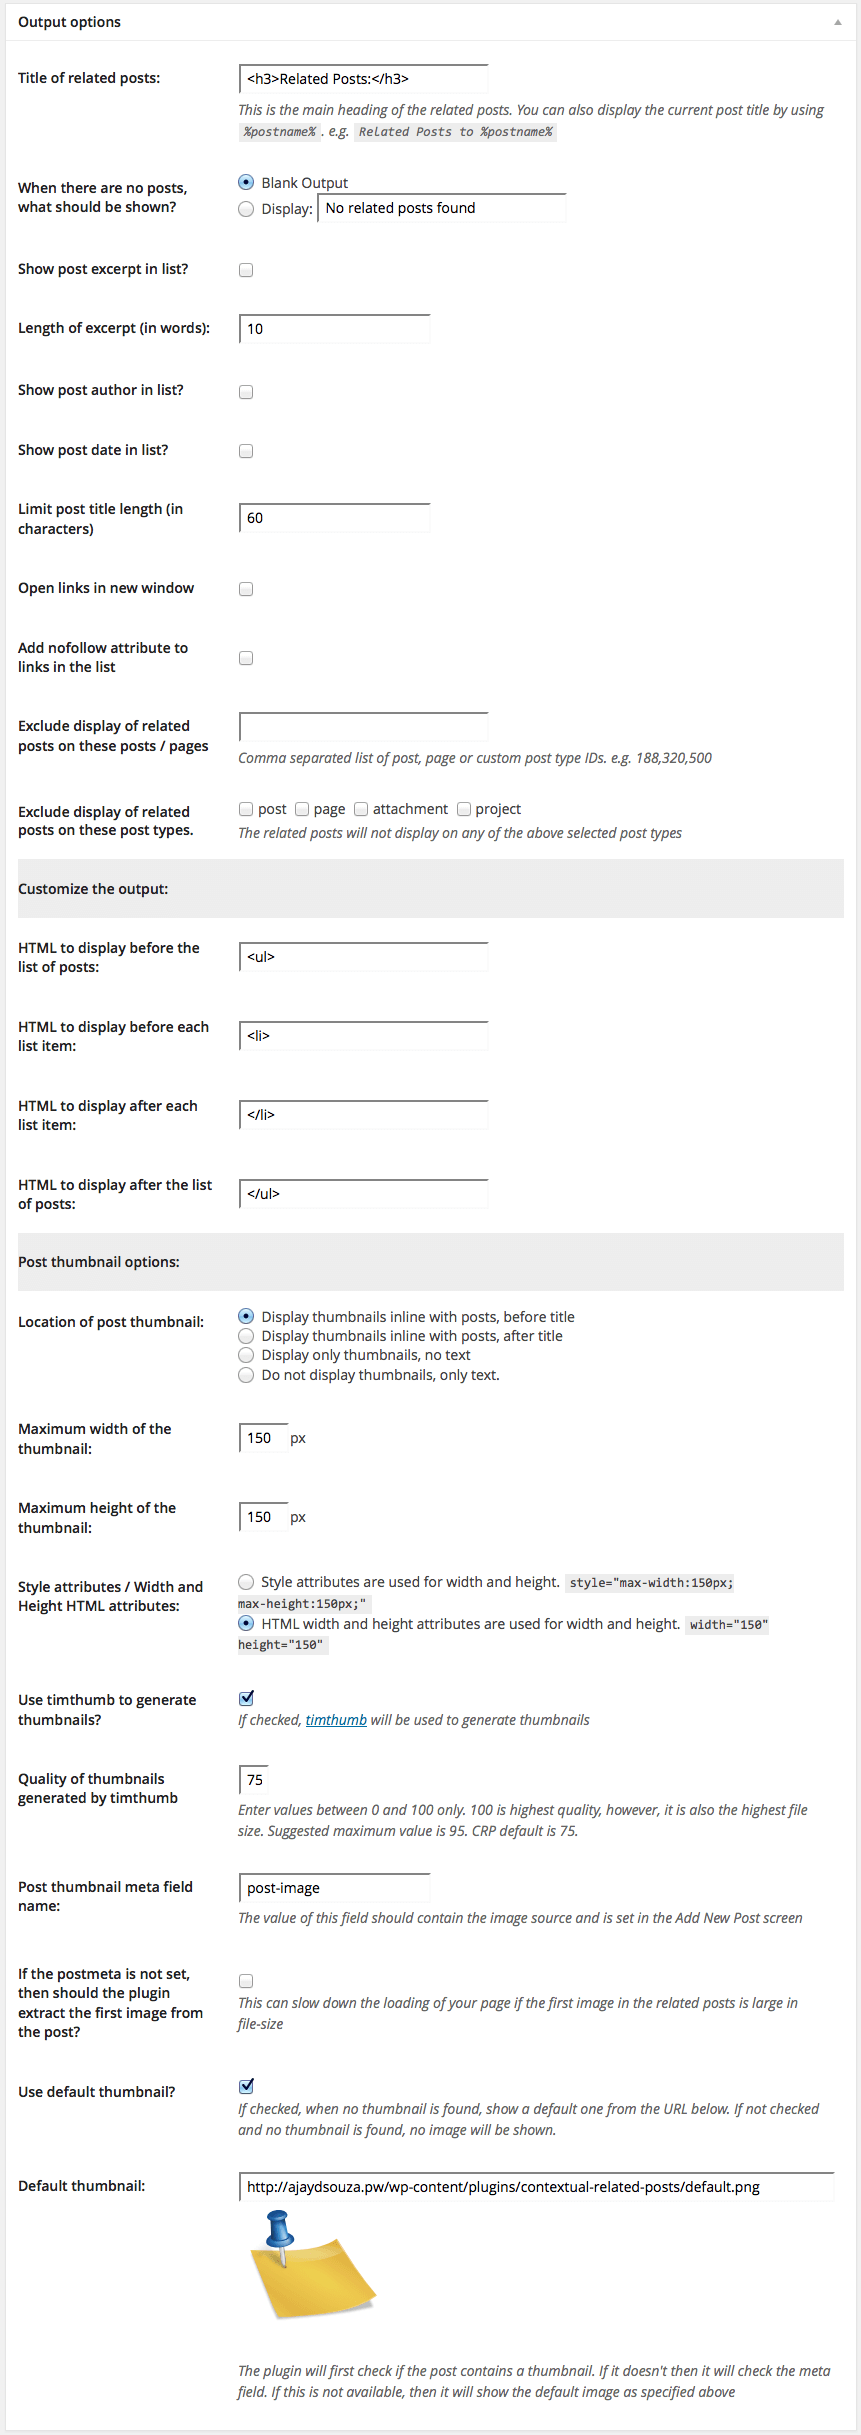 Output options
Title of related posts:
<h3>Related Posts:</h3>
This is the main heading of the related posts. You can also display the current post title by using
%postname% . e.g. Related Posts to %postname%
When there are no posts,
what should be shown?
Blank Output
Display: No related posts found
Show post excerpt in list?
Length of excerpt (in words):
10
Show post author in list?
Show post date in list?
Limit post title length (in
characters)
60
Open links in new window
Add nofollow attribute to
links in the list
Exclude display of related
posts on these posts / pages
Comma separated list of post, page or custom post type IDs. e.g. 188,320,500
Exclude display of related
posts on these post types.
post page attachment project
The related posts will not display on any of the above selected post types
Customize the output:
HTML to display before the
list of posts:
<ul>
HTML to display before each
list item:
<li>
HTML to display after each
list item:
</li>
HTML to display after the list
of posts:
</ul>
Post thumbnail options:
Location of post thumbnail:
Display thumbnails inline with posts, before title
Display thumbnails inline with posts, after title
Display only thumbnails, no text
Do not display thumbnails, only text.
Maximum width of the
thumbnail:
150 px
Maximum height of the
thumbnail:
150 px
Style attributes / Width and
Height HTML attributes:
Style attributes are used for width and height. style="max-width:150px;
max-height:150px;"
HTML width and height attributes are used for width and height. width="150"
height="150"
Use timthumb to generate
thumbnails?
If checked, timthumb will be used to generate thumbnails
Quality of thumbnails
generated by timthumb
75
Enter values between 0 and 100 only. 100 is highest quality, however, it is also the highest file
size. Suggested maximum value is 95. CRP default is 75.
Post thumbnail meta field
name:
post-image
The value of this field should contain the image source and is set in the Add New Post screen
If the postmeta is not set,
then should the plugin
extract the first image from
the post?
This can slow down the loading of your page if the first image in the related posts is large in
file-size
Use default thumbnail?
If checked, when no thumbnail is found, show a default one from the URL below. If not checked
and no thumbnail is found, no image will be shown.
Default thumbnail:
http://ajaydsouza.pw/wp-content/plugins/contextual-related-posts/default.png
The plugin will first check if the post contains a thumbnail. If it doesn't then it will check the meta
field. If this is not available, then it will show the default image as specified above